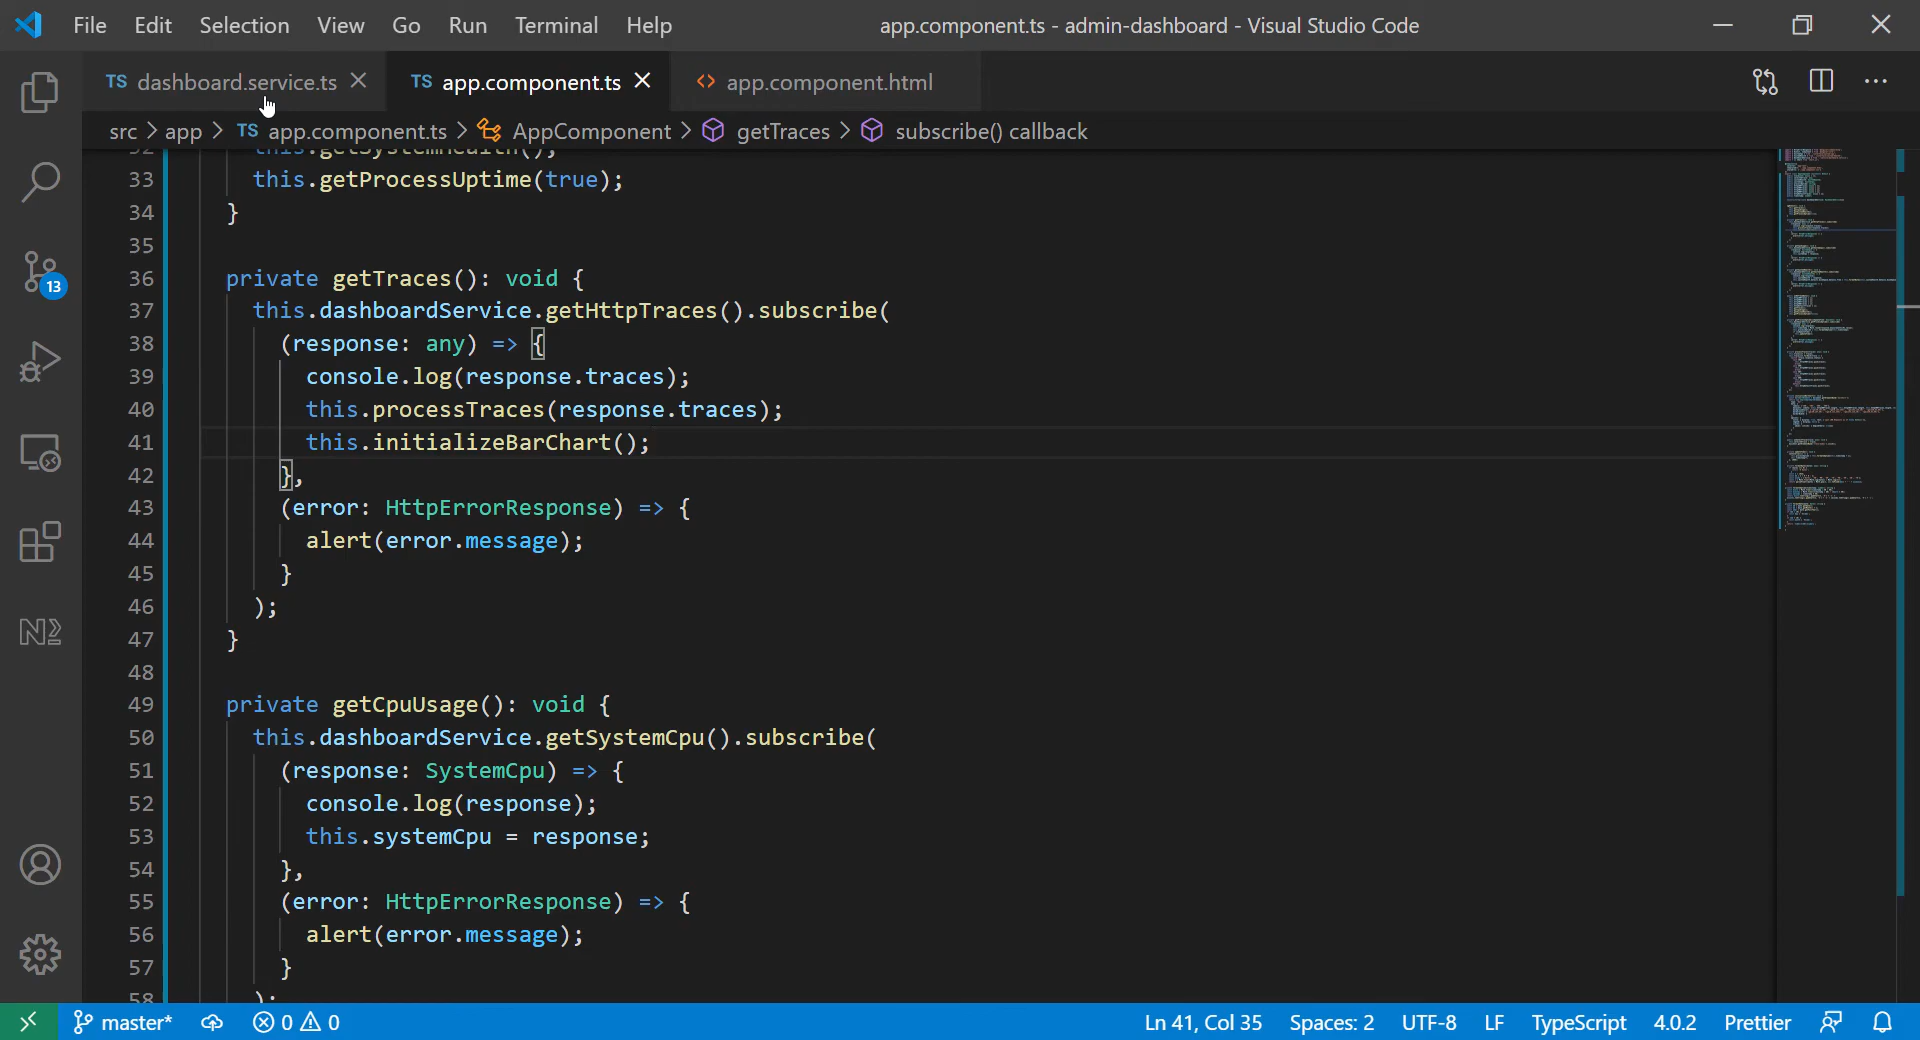 File Edit Selection View Go Run Terminal Help app.component.ts - admin-dashboard - Visual Studio Code
TS dashboard.service.ts TS app.component.ts <> app.component.html
src > app > TS app.component.ts > AppComponent > getTraces > subscribe() callback
32 this.getSystemHealth();
33 this.getProcessUptime(true);
34 }
35
36 private getTraces(): void {
37 this.dashboardService.getHttpTraces().subscribe(
38 (response: any) => {
39 console.log(response.traces);
40 this.processTraces(response.traces);
41 this.initializeBarChart();
42 },
43 (error: HttpErrorResponse) => {
44 alert(error.message);
45 }
46 );
47 }
48
49 private getCpuUsage(): void {
50 this.dashboardService.getSystemCpu().subscribe(
51 (response: SystemCpu) => {
52 console.log(response);
53 this.systemCpu = response;
54 },
55 (error: HttpErrorResponse) => {
56 alert(error.message);
57 }
58 );
13
master* 0 0 Ln 41, Col 35 Spaces: 2 UTF-8 LF TypeScript 4.0.2 Prettier